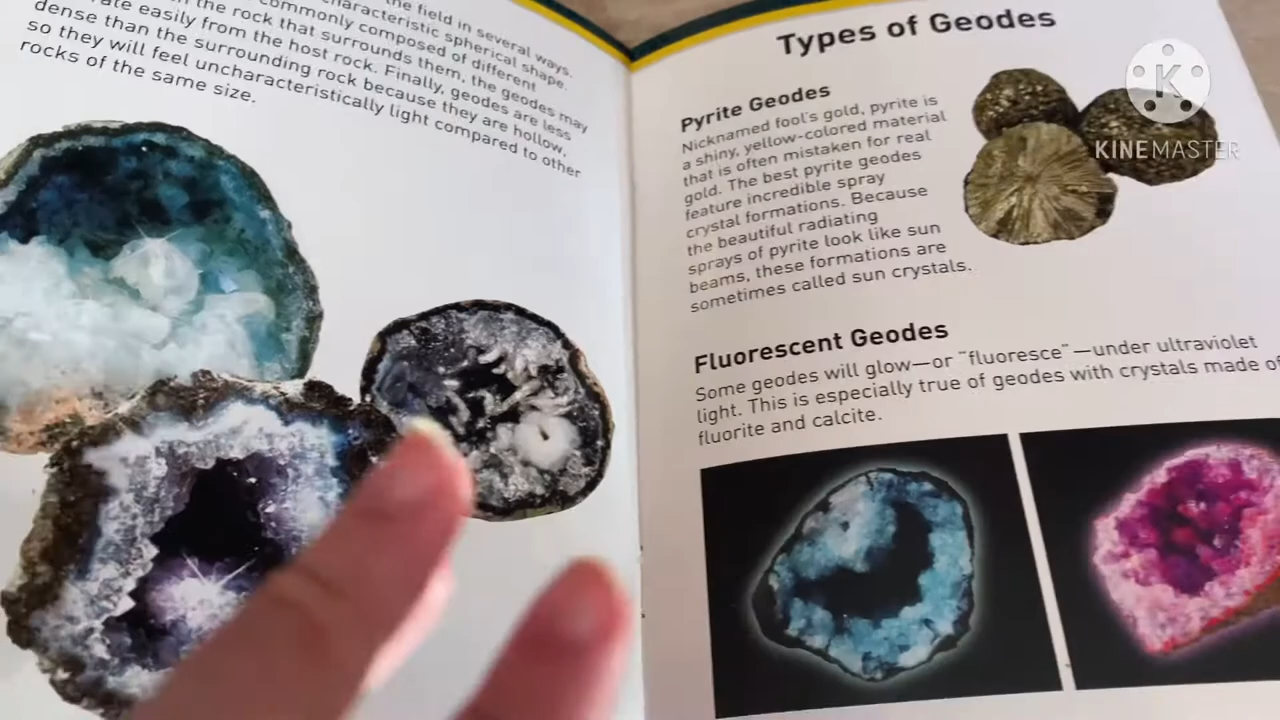 the field in several ways.
characteristic spherical shape.
commonly composed of different
the rock that surrounds them, the geodes may
easily from the host rock. Finally, geodes are less
dense than the surrounding rock because they are hollow,
so they will feel uncharacteristically light compared to other
rocks of the same size.
Types of Geodes
Pyrite Geodes
Nicknamed fool's gold, pyrite is
a shiny, yellow-colored material
that is often mistaken for real
gold. The best pyrite geodes
feature incredible spray
crystal formations. Because
the beautiful radiating
sprays of pyrite look like sun
beams, these formations are
sometimes called sun crystals.
Fluorescent Geodes
Some geodes will glow—or "fluoresce"—under ultraviolet
light. This is especially true of geodes with crystals made of
fluorite and calcite.
K
KINEMASTER